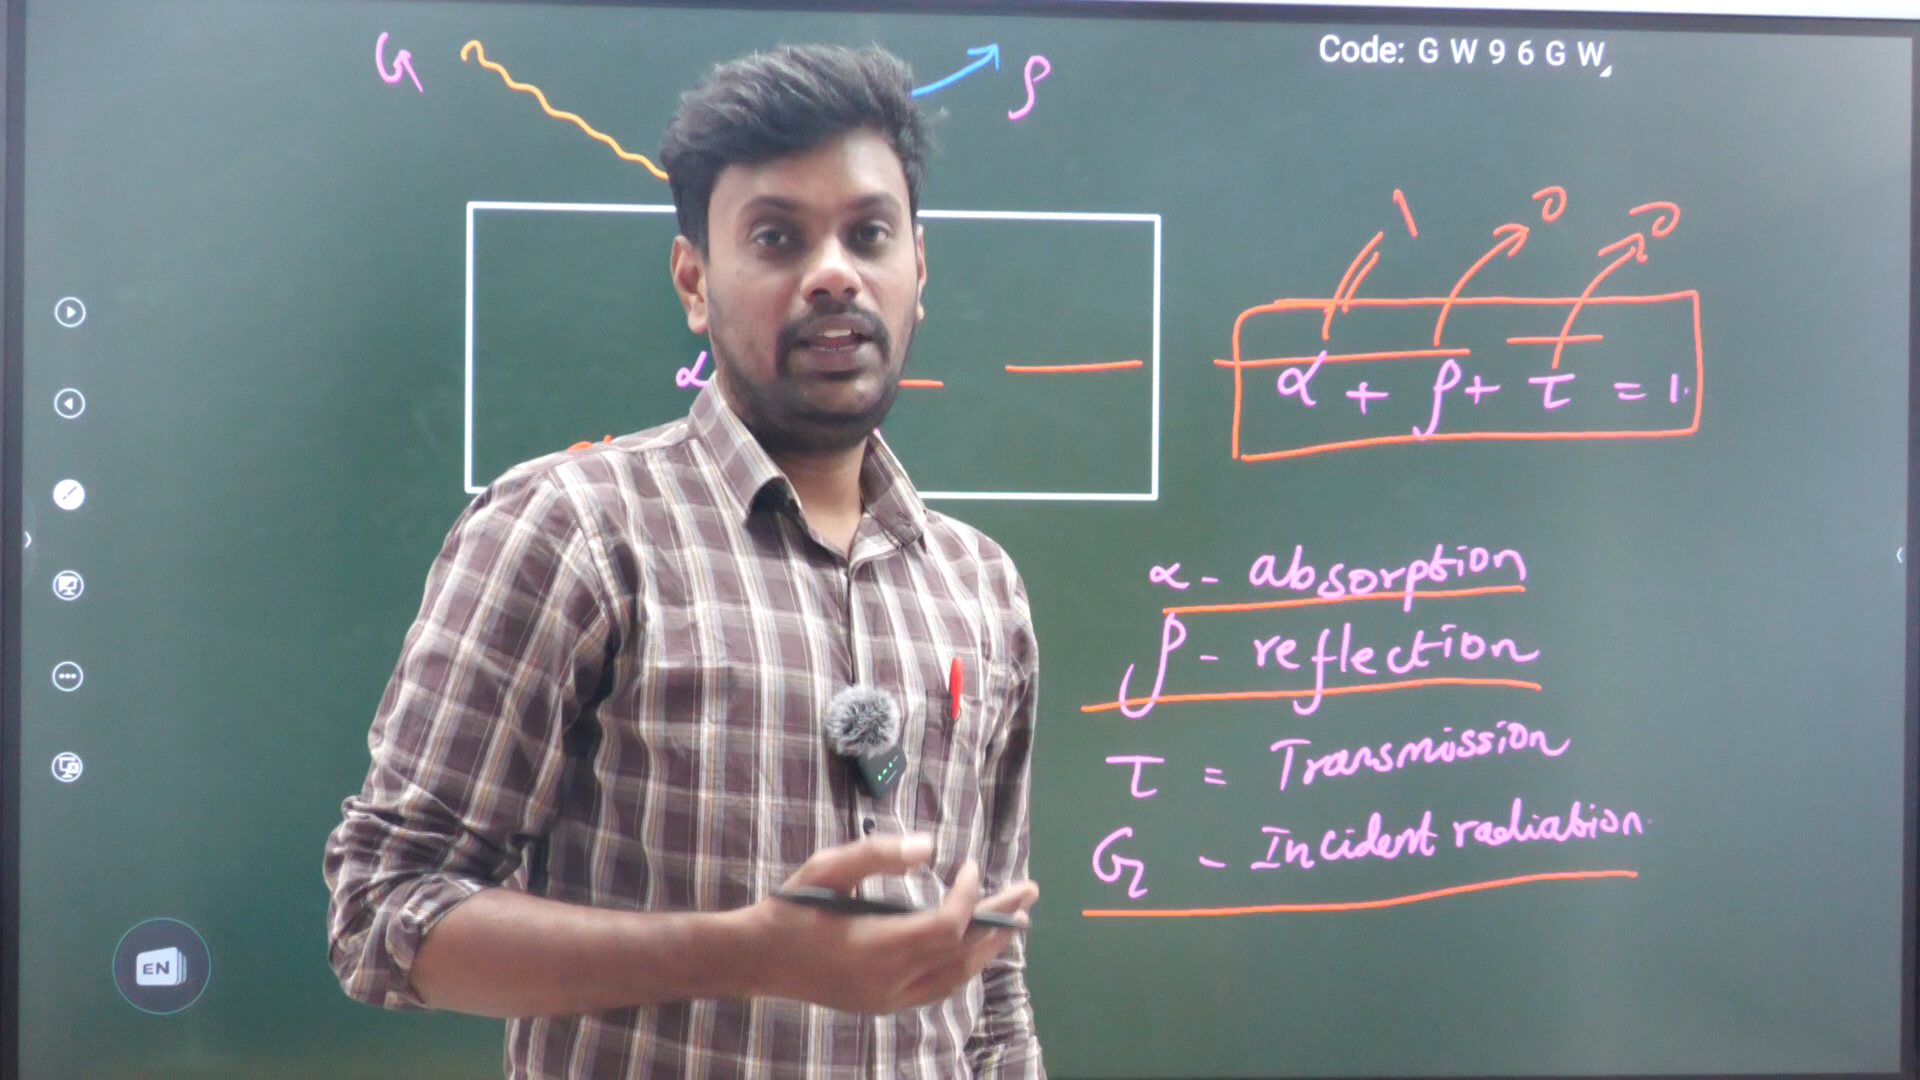 Code: G W 9 6 G W
G
ρ
1 0 0
α
α + ρ + τ = 1.
α - absorption
ρ - reflection
τ = Transmission
G - Incident radiation.
EN